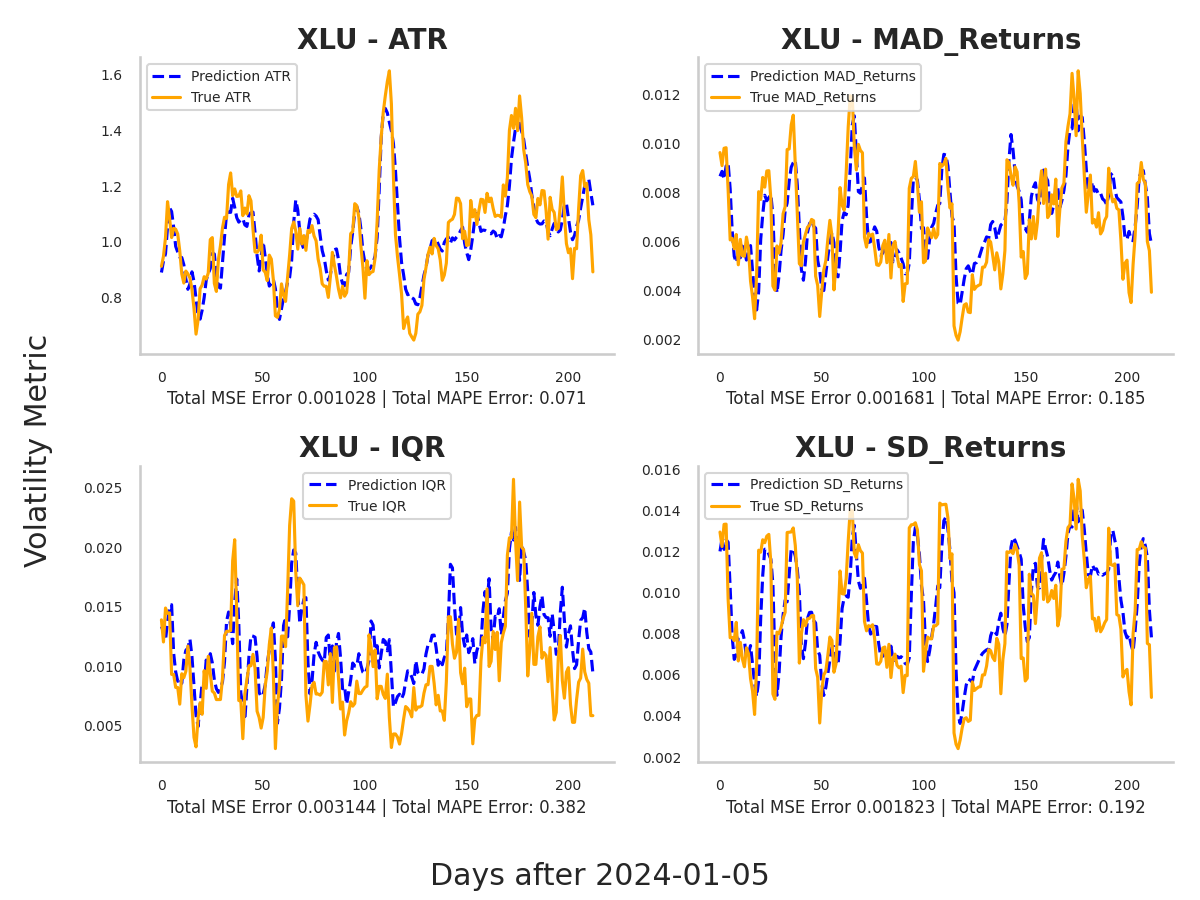 XLU - ATR
Prediction ATR
True ATR
1.6
1.4
1.2
1.0
0.8
0
50
100
150
200
Total MSE Error 0.001028 | Total MAPE Error: 0.071
XLU - MAD_Returns
Prediction MAD_Returns
True MAD_Returns
0.012
0.010
0.008
0.006
0.004
0.002
0
50
100
150
200
Total MSE Error 0.001681 | Total MAPE Error: 0.185
Volatility Metric
XLU - IQR
Prediction IQR
True IQR
0.025
0.020
0.015
0.010
0.005
0
50
100
150
200
Total MSE Error 0.003144 | Total MAPE Error: 0.382
XLU - SD_Returns
Prediction SD_Returns
True SD_Returns
0.016
0.014
0.012
0.010
0.008
0.006
0.004
0.002
0
50
100
150
200
Total MSE Error 0.001823 | Total MAPE Error: 0.192
Days after 2024-01-05